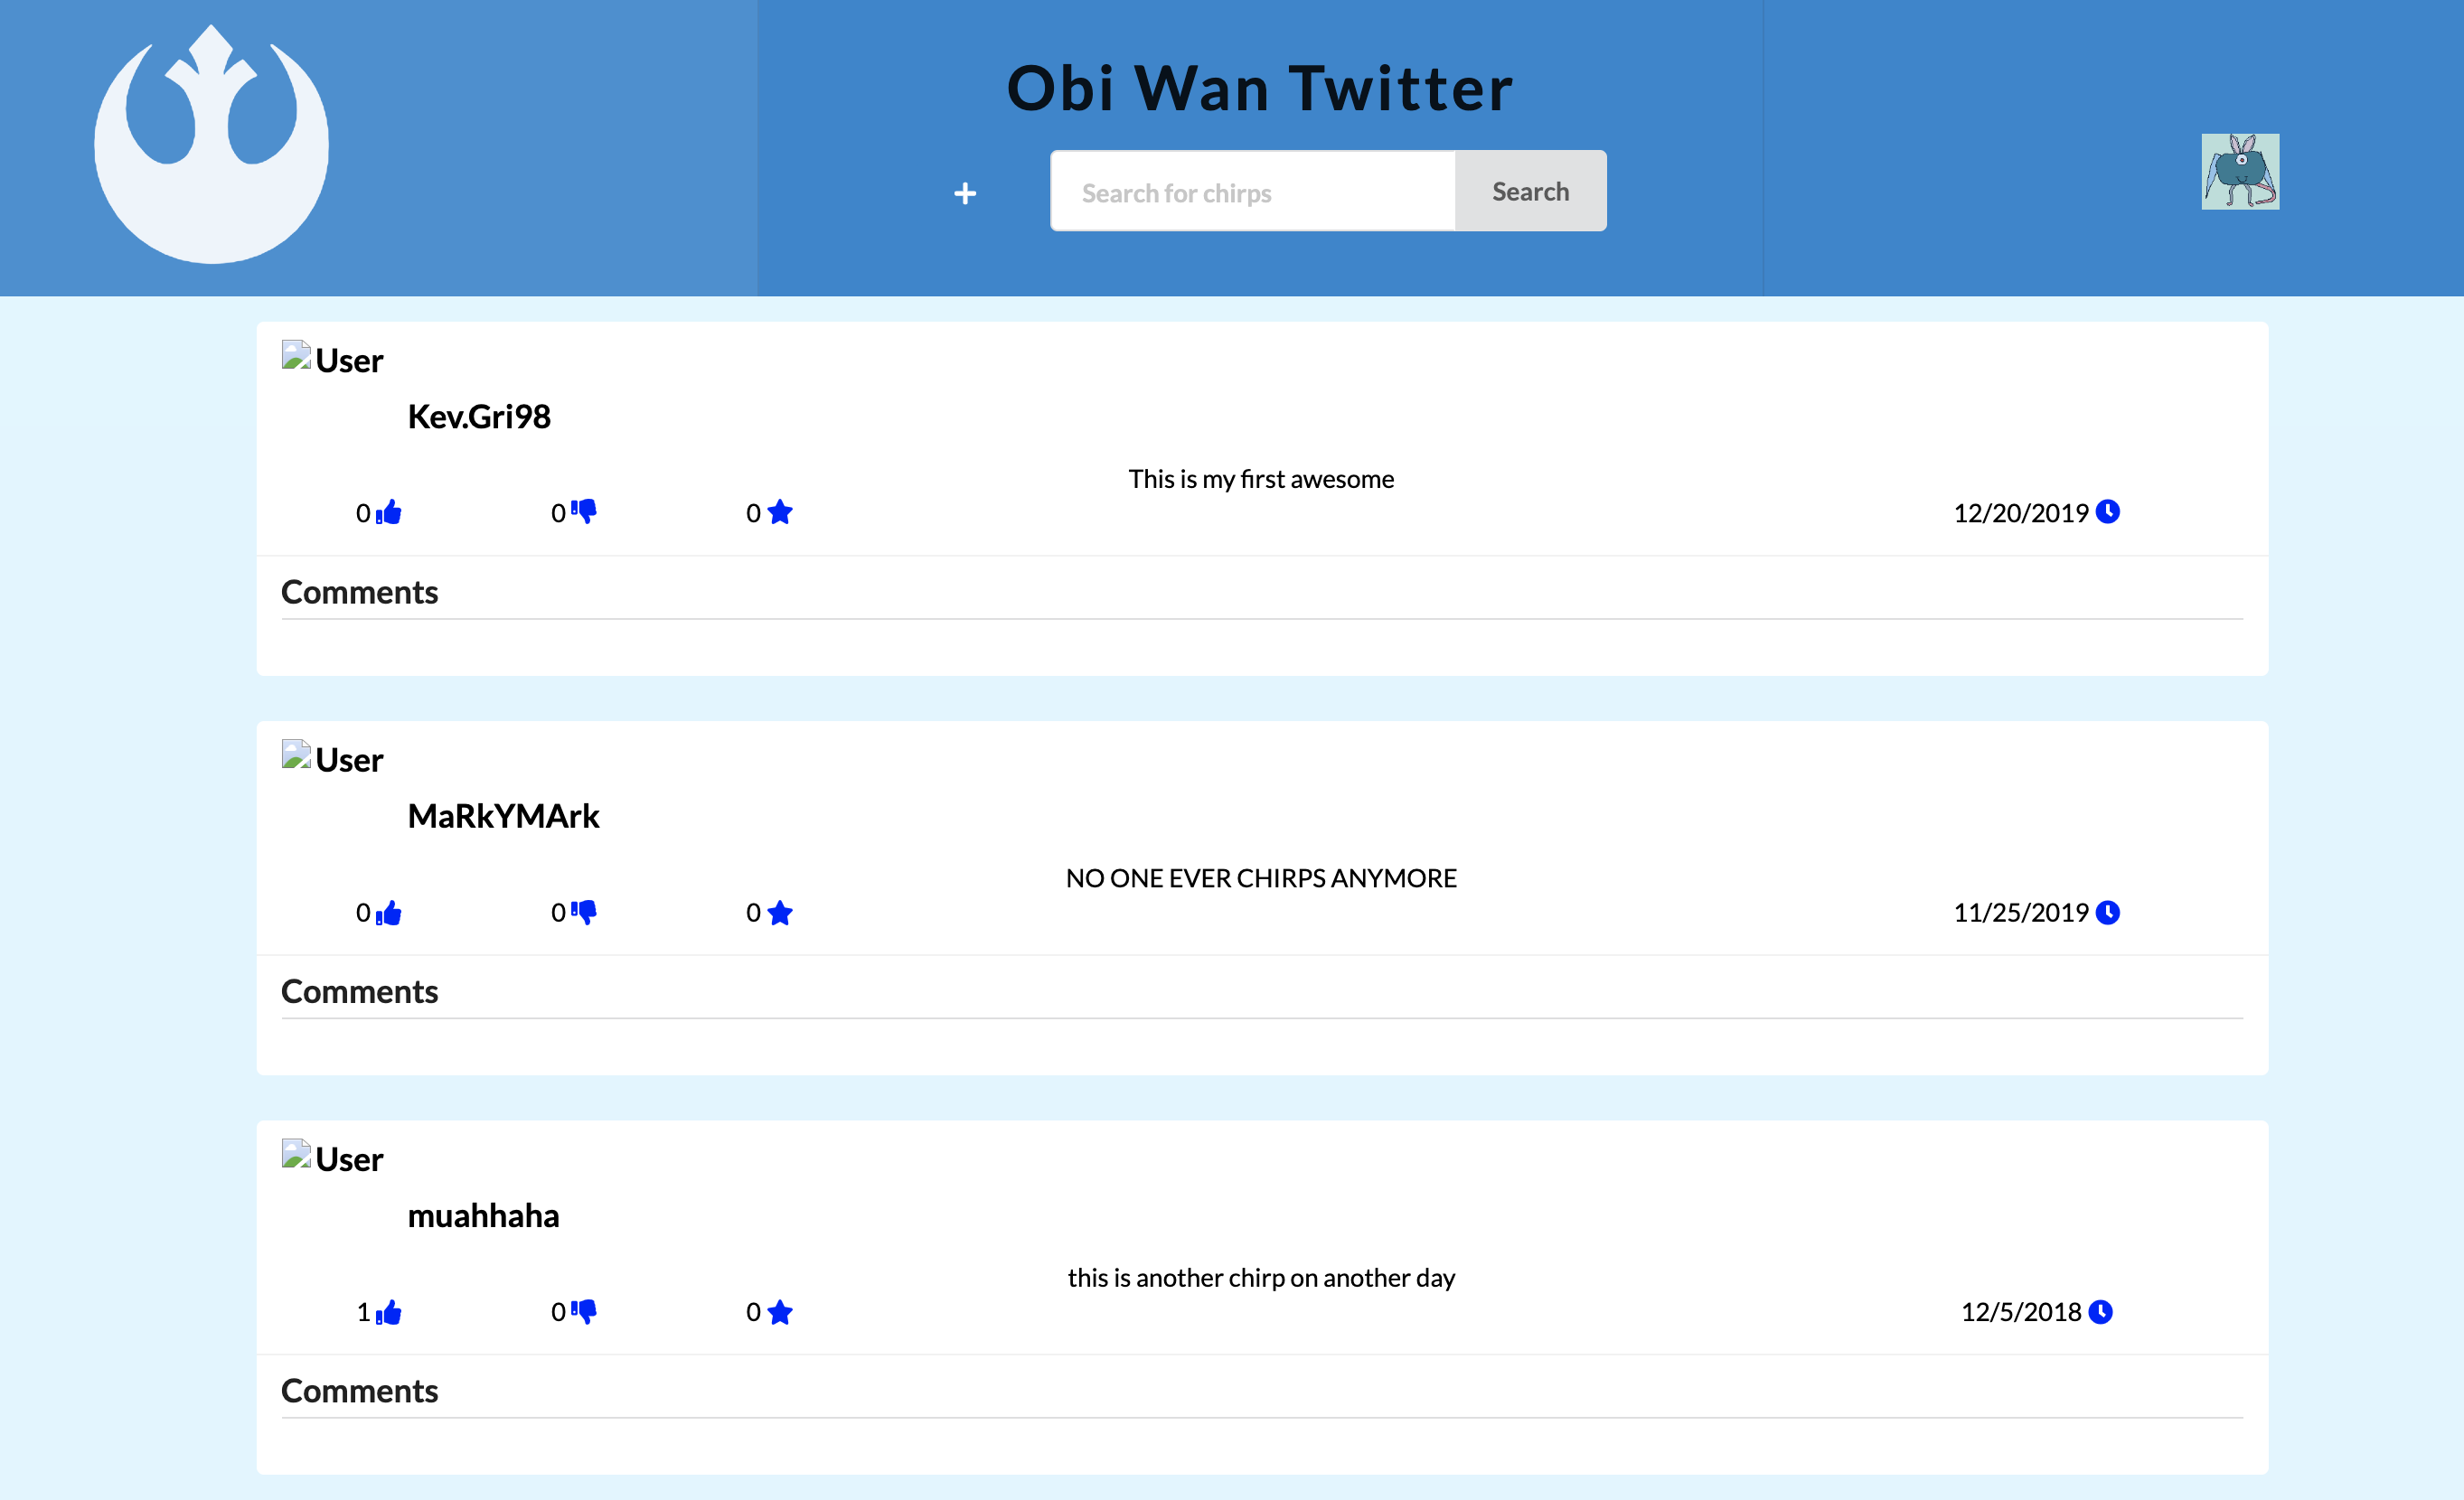 Obi Wan Twitter
+ Search for chirps Search
User
Kev.Gri98
This is my first awesome
0 0 0 12/20/2019
Comments
User
MaRkYMArk
NO ONE EVER CHIRPS ANYMORE
0 0 0 11/25/2019
Comments
User
muahhaha
this is another chirp on another day
1 0 0 12/5/2018
Comments